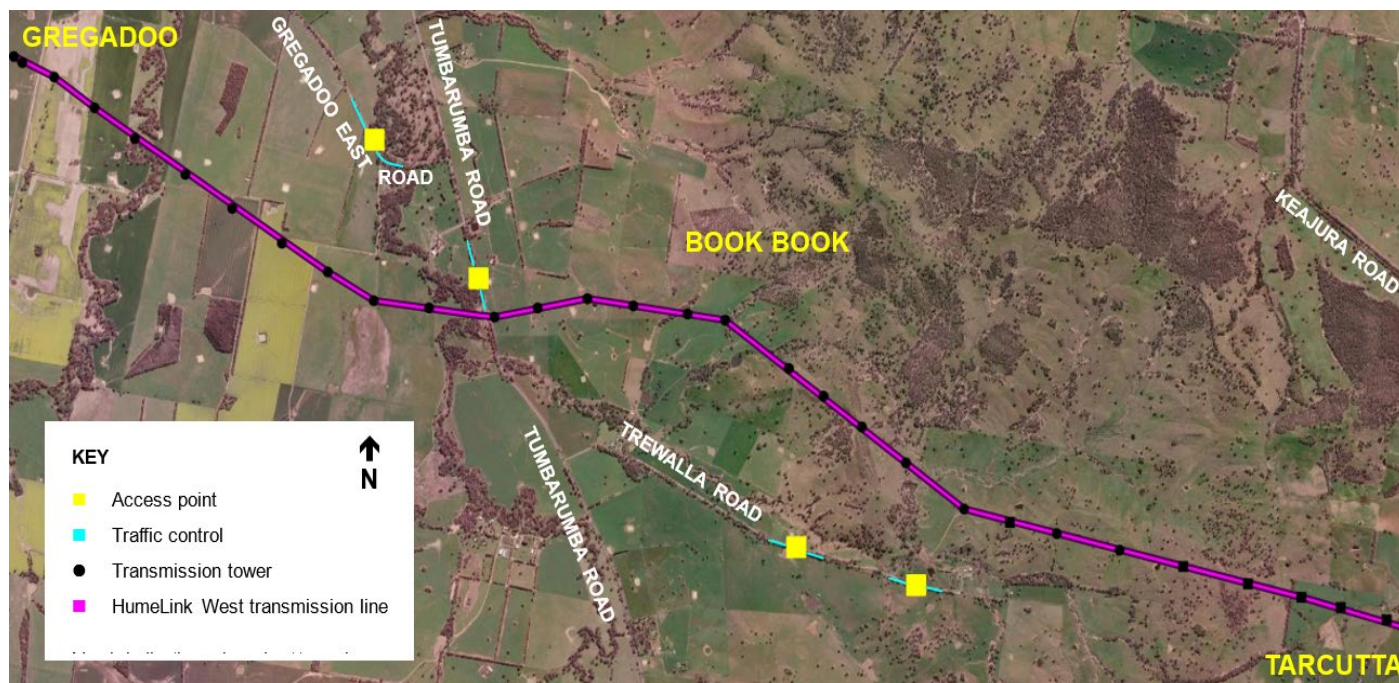 GREGADOO
GREGADOO EAST
ROAD
TUMBARUMBA ROAD
BOOK BOOK
KEAJURA ROAD
TREWALLA ROAD
TUMBARUMBA ROAD
KEY
N
Access point
Traffic control
Transmission tower
HumeLink West transmission line
TARCUTTA